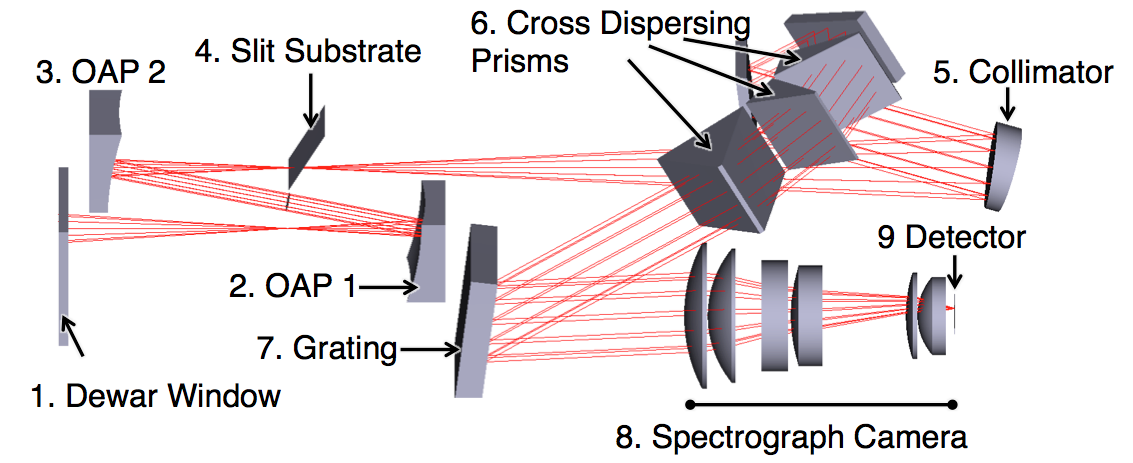 6. Cross Dispersing
Prisms
4. Slit Substrate
3. OAP 2
5. Collimator
9 Detector
2. OAP 1
7. Grating
1. Dewar Window
8. Spectrograph Camera